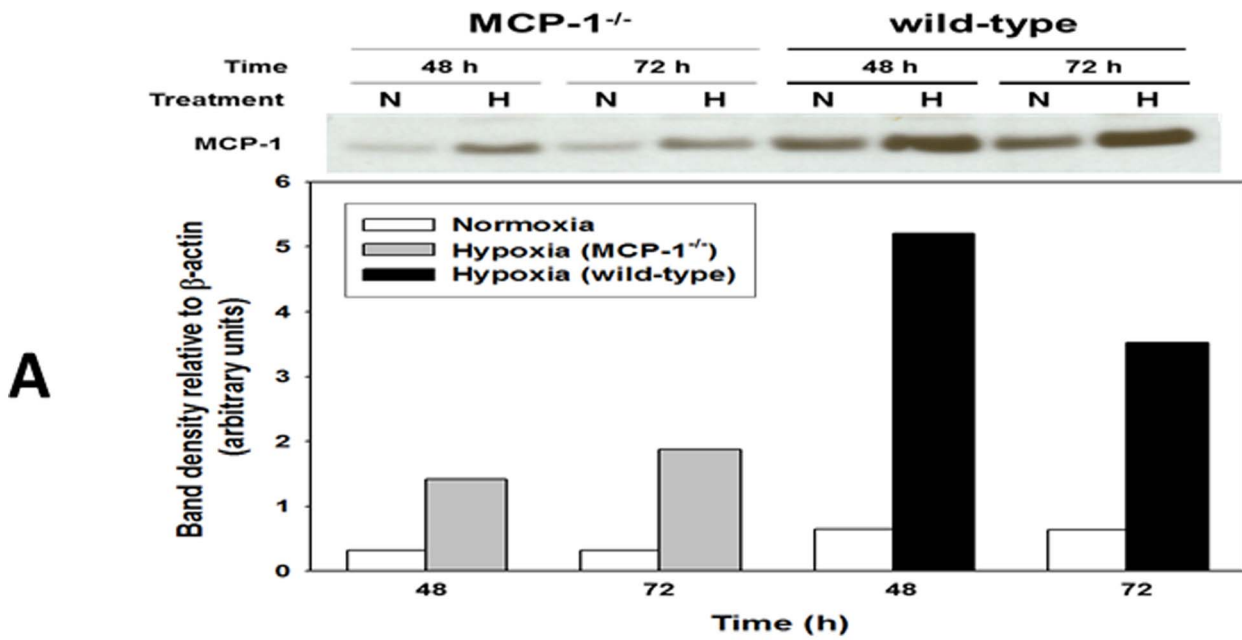 MCP-1-/- wild-type
Time 48 h 72 h 48 h 72 h
Treatment N H N H N H N H
MCP-1
6
Normoxia
Hypoxia (MCP-1-/-)
Hypoxia (wild-type)
5
4
3
2
1
0
Band density relative to β-actin
(arbitrary units)
A
48 72 48 72
Time (h)